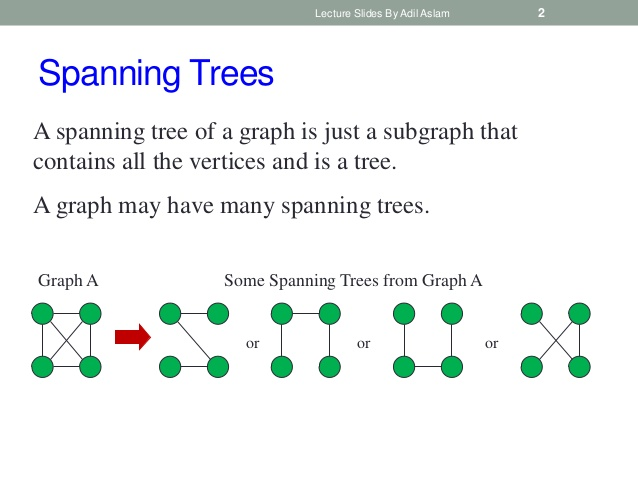 Lecture Slides By Adil Aslam 2
Spanning Trees
A spanning tree of a graph is just a subgraph that
contains all the vertices and is a tree.
A graph may have many spanning trees.
Graph A Some Spanning Trees from Graph A
or or or